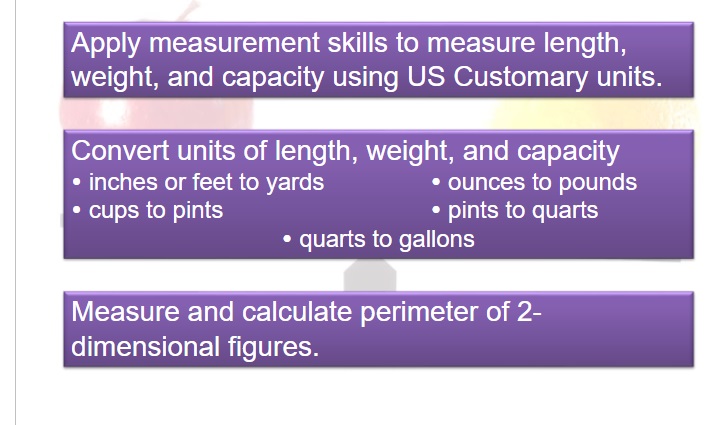 Apply measurement skills to measure length,
weight, and capacity using US Customary units.
Convert units of length, weight, and capacity
• inches or feet to yards
• ounces to pounds
• cups to pints
• pints to quarts
• quarts to gallons
Measure and calculate perimeter of 2-
dimensional figures.